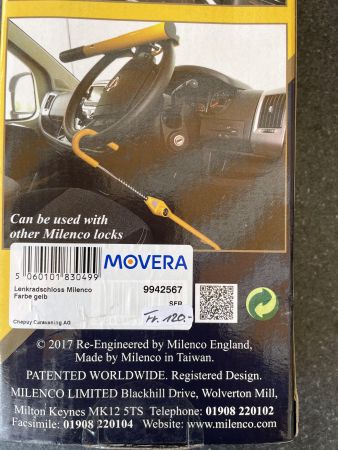 Can be used with
other Milenco locks
5 060101 830499
MOVERA
Lenkradschloss Milenco
Farbe gelb
9942567
SFR
Fr. 120.-
Chapuy Caravaning AG
© 2017 Re-Engineered by Milenco England,
Made by Milenco in Taiwan.
PATENTED WORLDWIDE. Registered Design.
MILENCO LIMITED Blackhill Drive, Wolverton Mill,
Milton Keynes MK12 5TS Telephone: 01908 220102
Facsimile: 01908 220104 Website: www.milenco.com